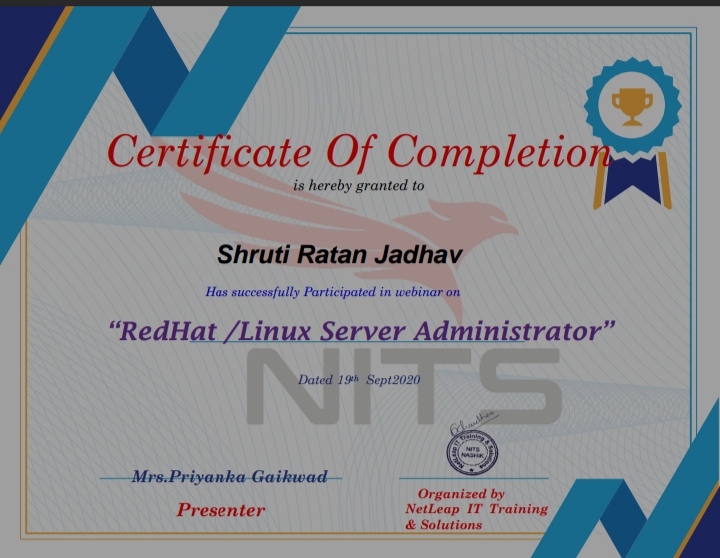 Certificate Of Completion
is hereby granted to
Shruti Ratan Jadhav
Has successfully Participated in webinar on
“RedHat /Linux Server Administrator”
NITS
Dated 19th Sept2020
NetLeap IT Training & Solutions
NITS
NASHIK
Mrs.Priyanka Gaikwad
Presenter
Organized by
NetLeap IT Training
& Solutions